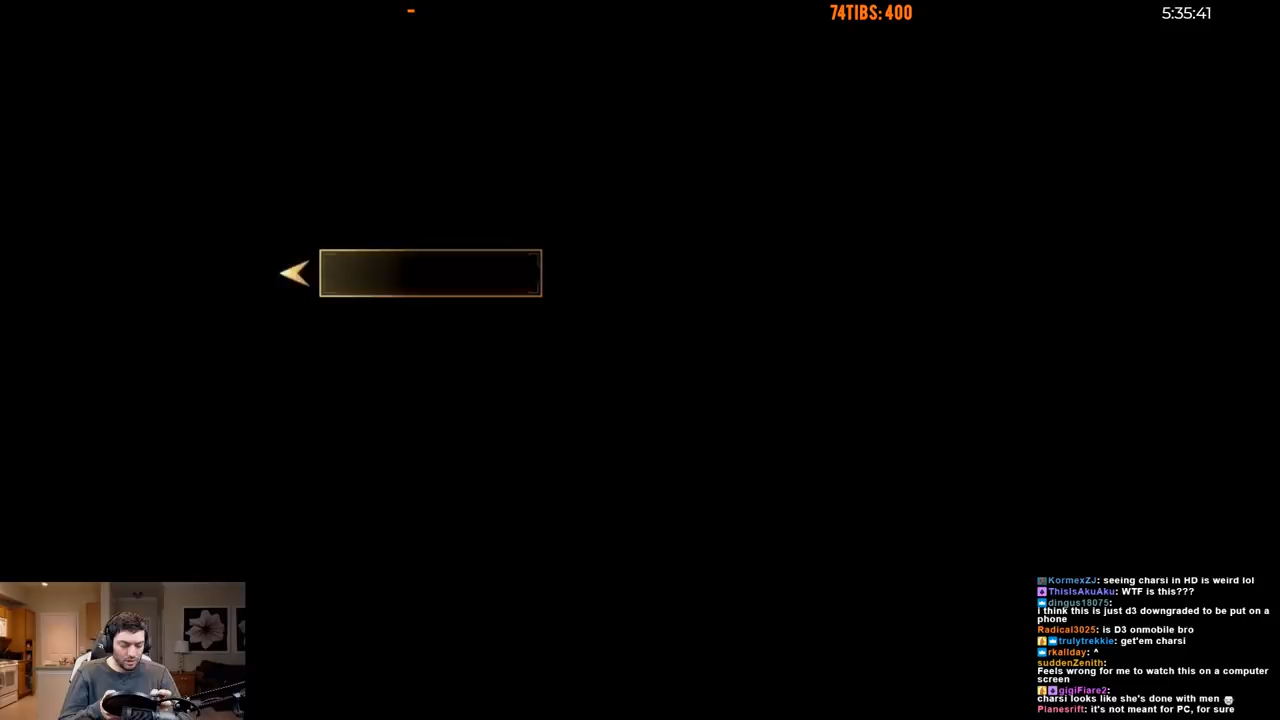 -
74TIBS: 400
5:35:41
KormexZJ: seeing charsi in HD is weird lol
ThisIsAkuAku: WTF is this???
dingus18075:
i think this is just d3 downgraded to be put on a
phone
Radical3025: is D3 onmobile bro
trulytrekkie: get'em charsi
rkallday: ^
suddenZenith:
Feels wrong for me to watch this on a computer
screen
gigiFiare2:
charsi looks like she's done with men
Planesrift: it's not meant for PC, for sure